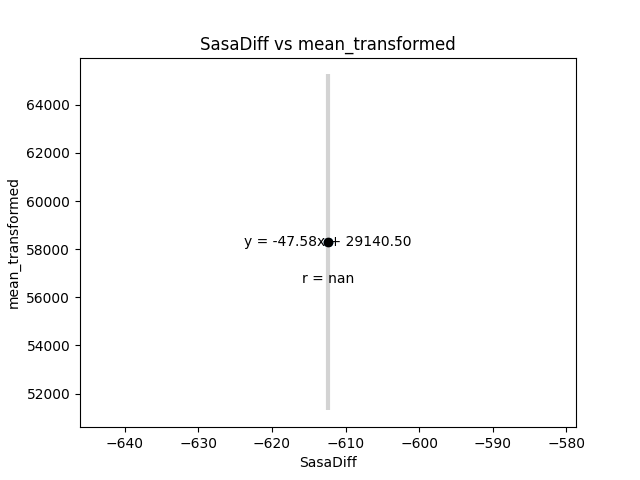 SasaDiff vs mean_transformed
mean_transformed
64000
62000
60000
58000
56000
54000
52000
y = -47.58x + 29140.50
r = nan
−640
−630
−620
−610
−600
−590
−580
SasaDiff